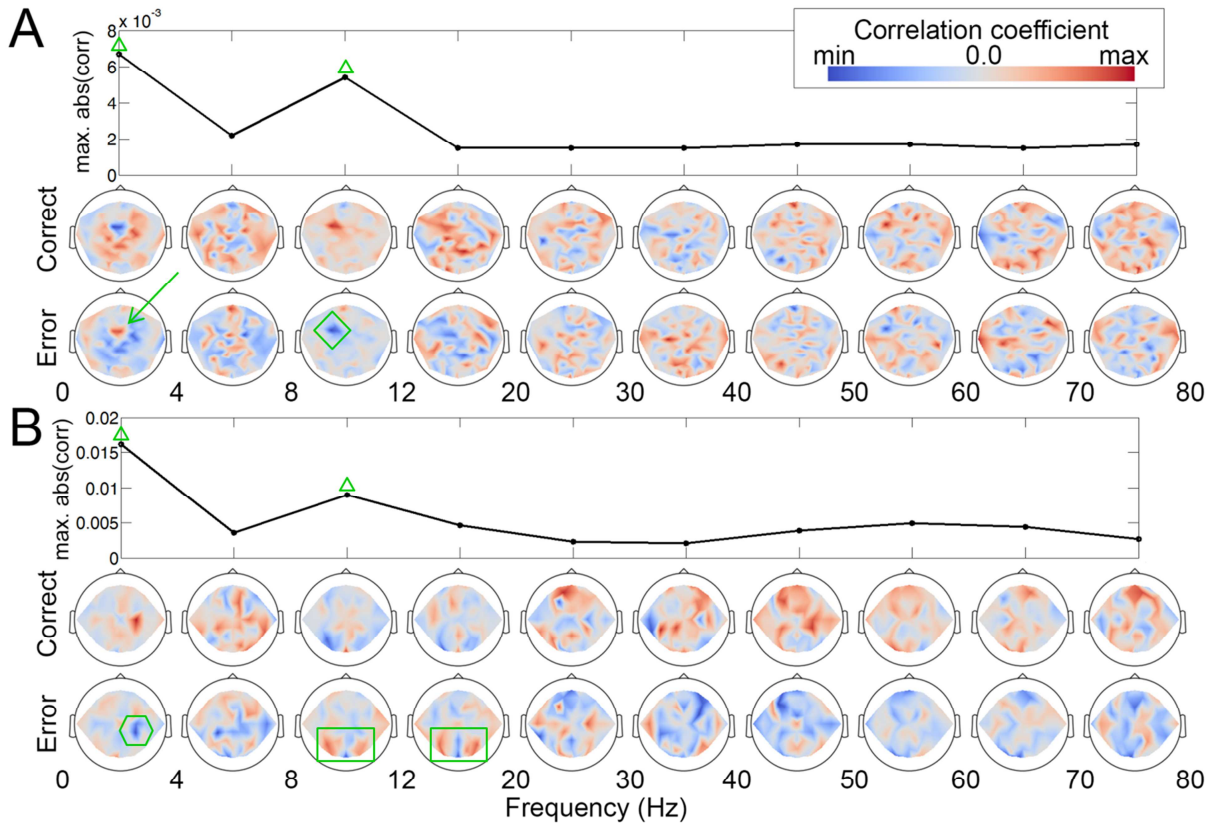 A
8 x 10-3
6
4
2
0
max. abs(corr)
Correlation coefficient
min 0.0 max
Correct
Error
0 4 8 12 20 30 40 50 60 70 80
B
0.02
0.015
0.01
0.005
0
max. abs(corr)
Correct
Error
0 4 8 12 20 30 40 50 60 70 80
Frequency (Hz)